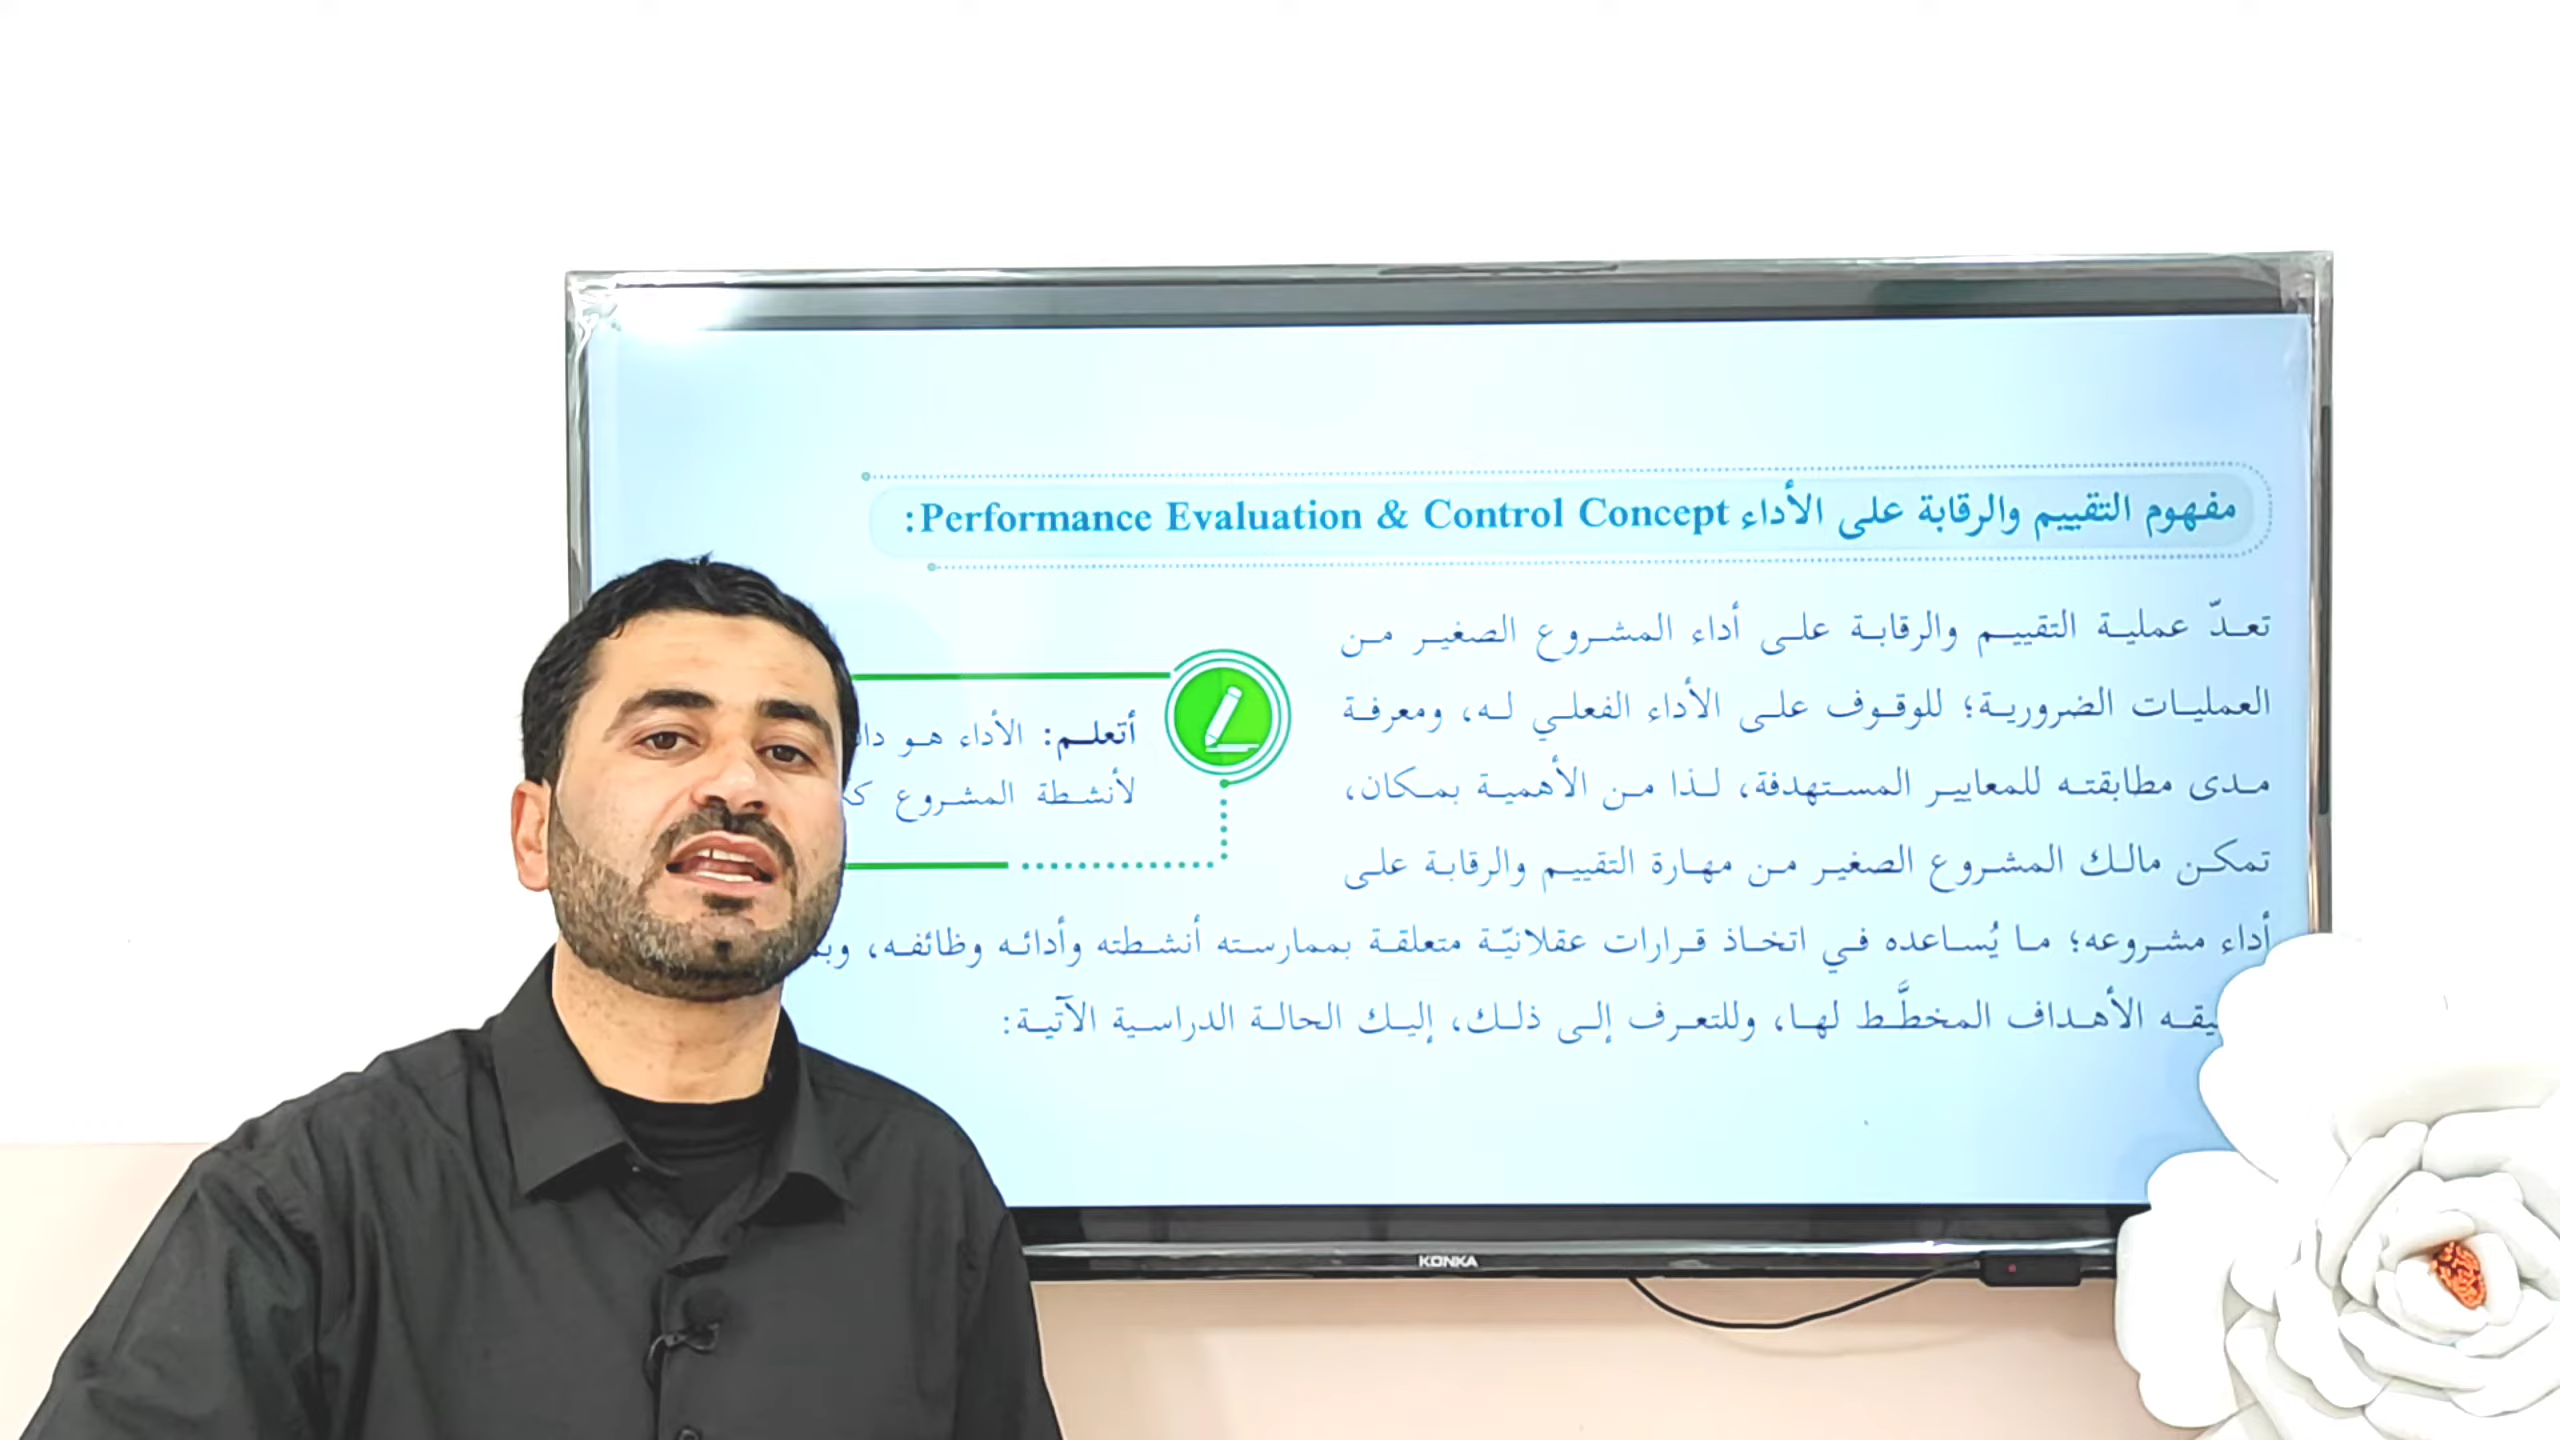 مفهوم التقييم والرقابة على الأداء Performance Evaluation & Control Concept:
تعدّ عملية التقييم والرقابة على أداء المشروع الصغير من
العمليات الضرورية؛ للوقوف على الأداء الفعلي له، ومعرفة
مدى مطابقته للمعايير المستهدفة، لذا من الأهمية بمكان،
تمكن مالك المشروع الصغير من مهارة التقييم والرقابة على
أداء مشروعه؛ ما يُساعده في اتخاذ قرارات عقلانيّة متعلقة بممارسته أنشطته وأدائه وظائفه،
الأهداف المخطَّط لها، وللتعرف إلى ذلك، إليك الحالة الدراسية الآتية:
أتعلم: الأداء هو
لأنشطة المشروع
KONKA